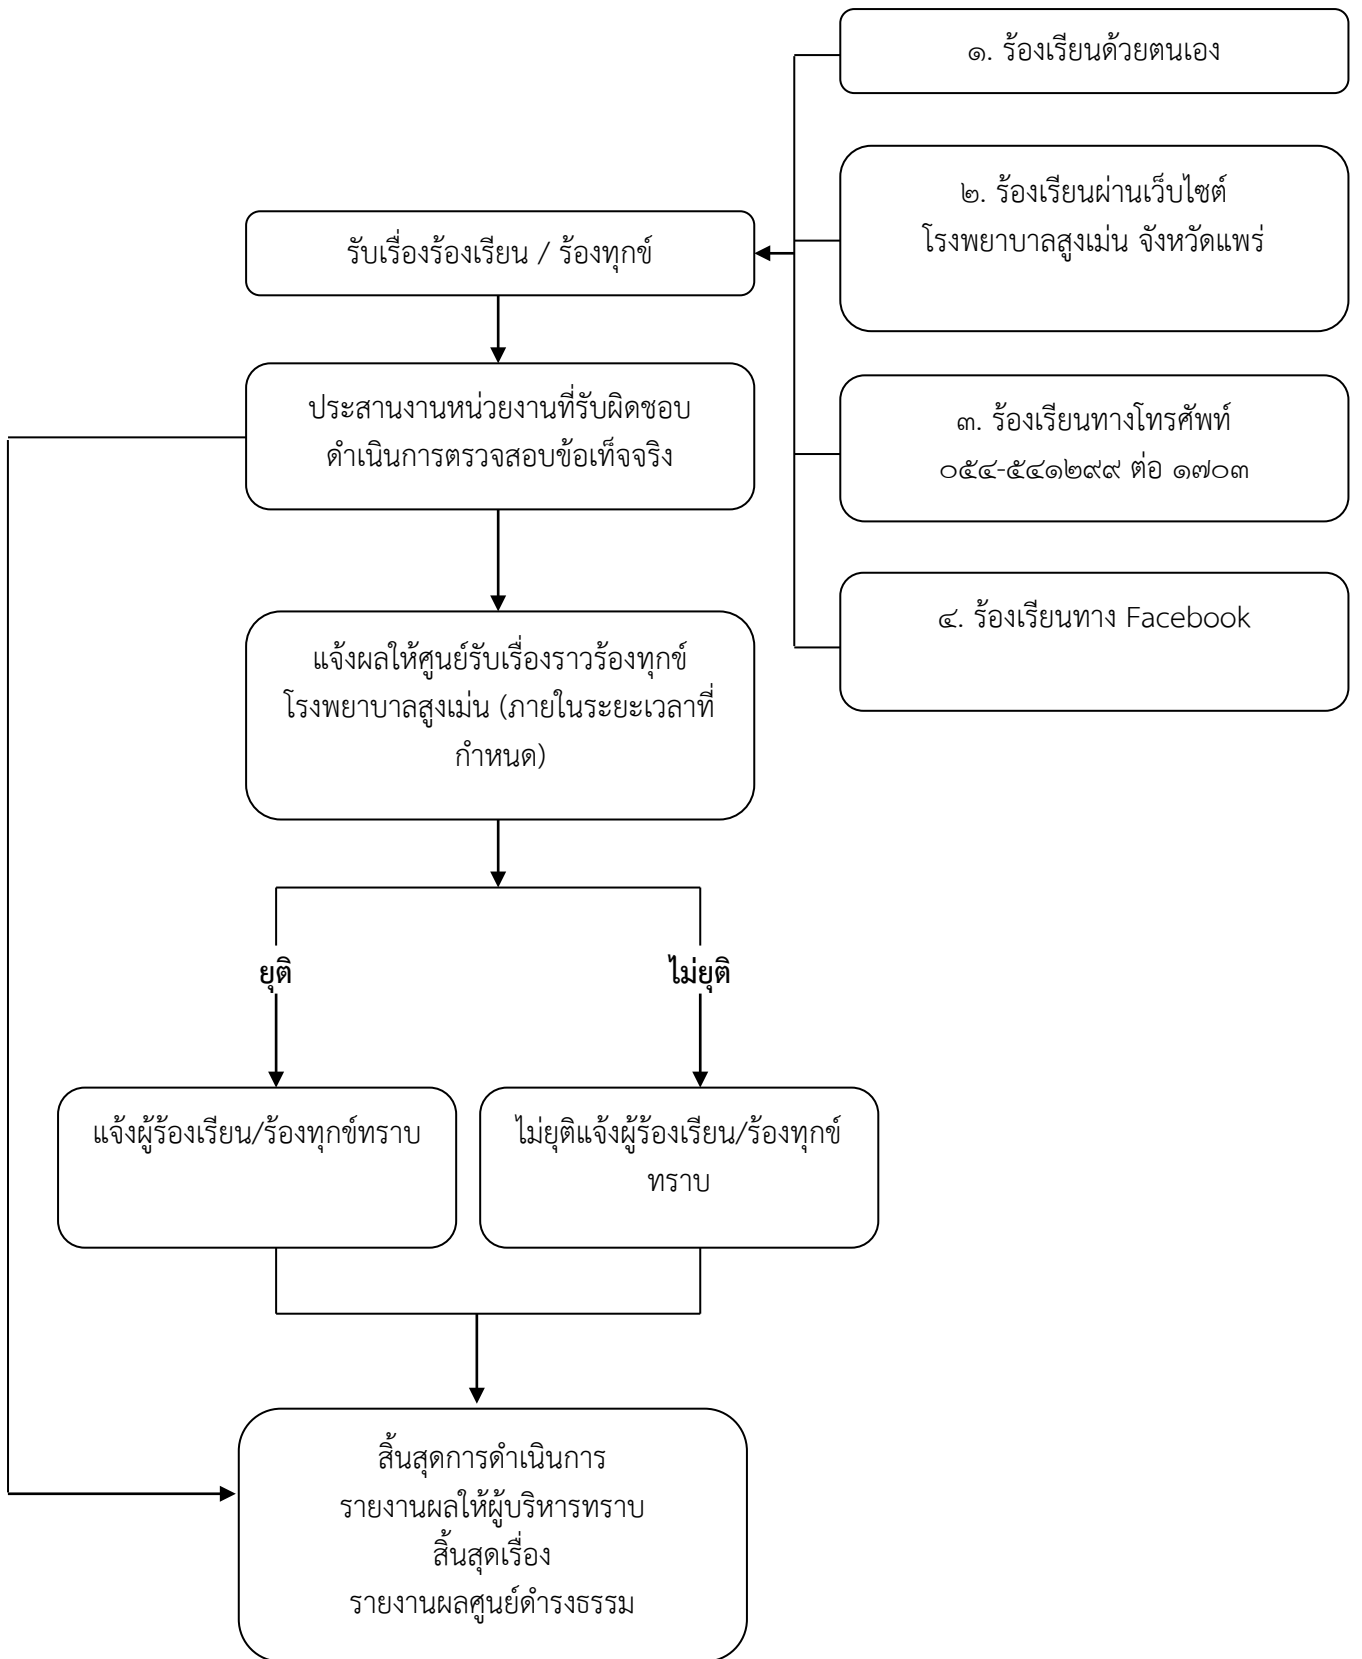 ๑. ร้องเรียนด้วยตนเอง
๒. ร้องเรียนผ่านเว็บไซต์
โรงพยาบาลสูงเม่น จังหวัดแพร่
รับเรื่องร้องเรียน / ร้องทุกข์
ประสานงานหน่วยงานที่รับผิดชอบ
ดำเนินการตรวจสอบข้อเท็จจริง
๓. ร้องเรียนทางโทรศัพท์
๐๕๔-๕๔๑๒๙๙ ต่อ ๑๗๐๓
๔. ร้องเรียนทาง Facebook
แจ้งผลให้ศูนย์รับเรื่องราวร้องทุกข์
โรงพยาบาลสูงเม่น (ภายในระยะเวลาที่
กำหนด)
ยุติ
ไม่ยุติ
แจ้งผู้ร้องเรียน/ร้องทุกข์ทราบ
ไม่ยุติแจ้งผู้ร้องเรียน/ร้องทุกข์
ทราบ
สิ้นสุดการดำเนินการ
รายงานผลให้ผู้บริหารทราบ
สิ้นสุดเรื่อง
รายงานผลศูนย์ดำรงธรรม